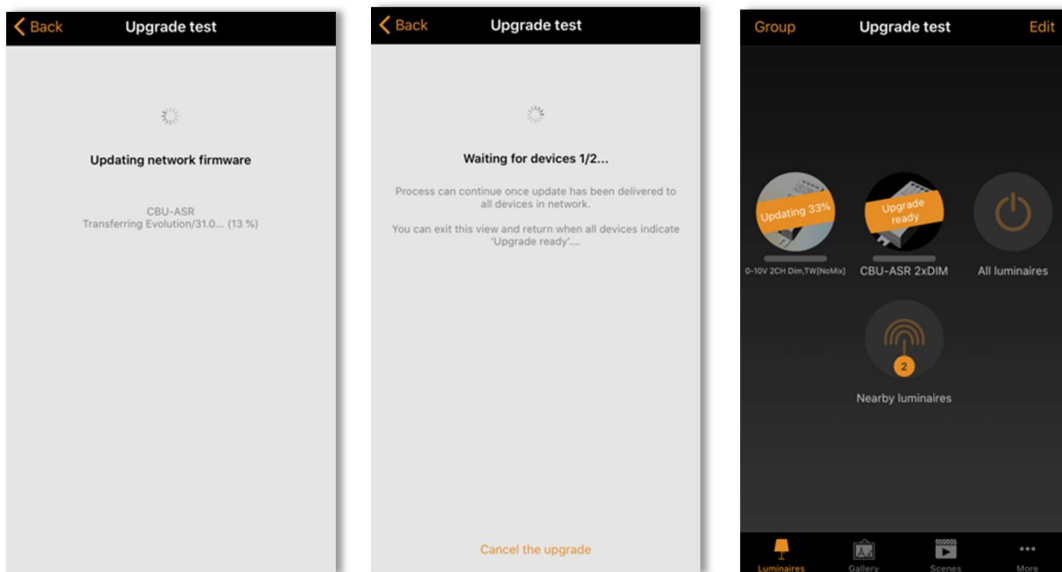 Back
Upgrade test
Updating network firmware
CBU-ASR
Transferring Evolution/31.0... (13 %)
Back
Upgrade test
Waiting for devices 1/2...
Process can continue once update has been delivered to
all devices in network.
You can exit this view and return when all devices indicate
'Upgrade ready'....
Cancel the upgrade
Group
Upgrade test
Edit
Updating 33%
Upgrade
ready
0-10V 2CH Dim,TW[NoMix]
CBU-ASR 2xDIM
All luminaires
2
Nearby luminaires
Luminaires
Gallery
Scenes
More